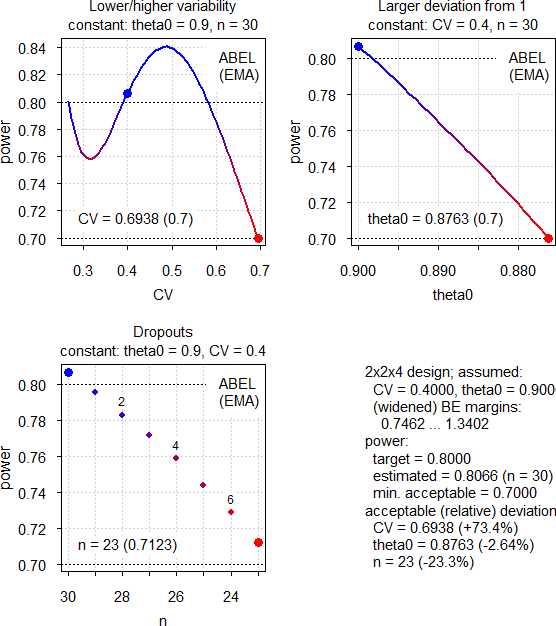 Lower/higher variability
constant: theta0 = 0.9, n = 30
ABEL
(EMA)
power
0.84
0.82
0.80
0.78
0.76
0.74
0.72
0.70
CV = 0.6938 (0.7)
0.3 0.4 0.5 0.6 0.7
CV
Larger deviation from 1
constant: CV = 0.4, n = 30
ABEL
(EMA)
power
0.80
0.78
0.76
0.74
0.72
0.70
theta0 = 0.8763 (0.7)
0.900 0.890 0.880
theta0
Dropouts
constant: theta0 = 0.9, CV = 0.4
ABEL
(EMA)
power
0.80
0.78
0.76
0.74
0.72
0.70
2
4
6
n = 23 (0.7123)
30 28 26 24
n
2x2x4 design; assumed:
CV = 0.4000, theta0 = 0.9000
(widened) BE margins:
0.7462 ... 1.3402
power:
target = 0.8000
estimated = 0.8066 (n = 30)
min. acceptable = 0.7000
acceptable (relative) deviation
CV = 0.6938 (+73.4%)
theta0 = 0.8763 (-2.64%)
n = 23 (-23.3%)